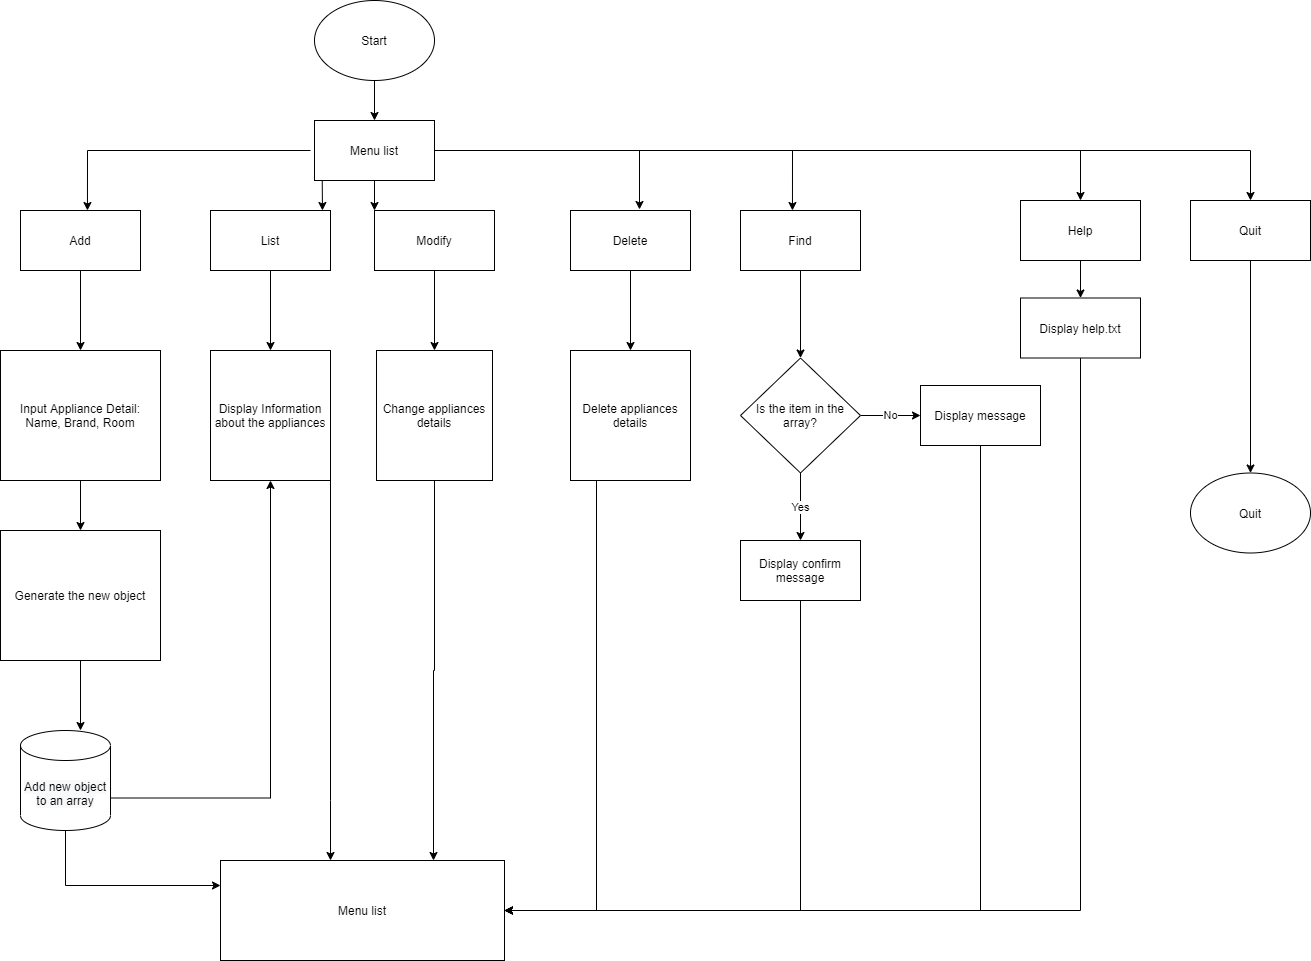 Start
Menu list
Add
List
Modify
Delete
Find
Help
Quit
Display help.txt
Input Appliance Detail:
Name, Brand, Room
Display Information
about the appliances
Change appliances
details
Delete appliances
details
Is the item in the
array?
No
Display message
Yes
Quit
Display confirm
message
Generate the new object
Add new object
to an array
Menu list